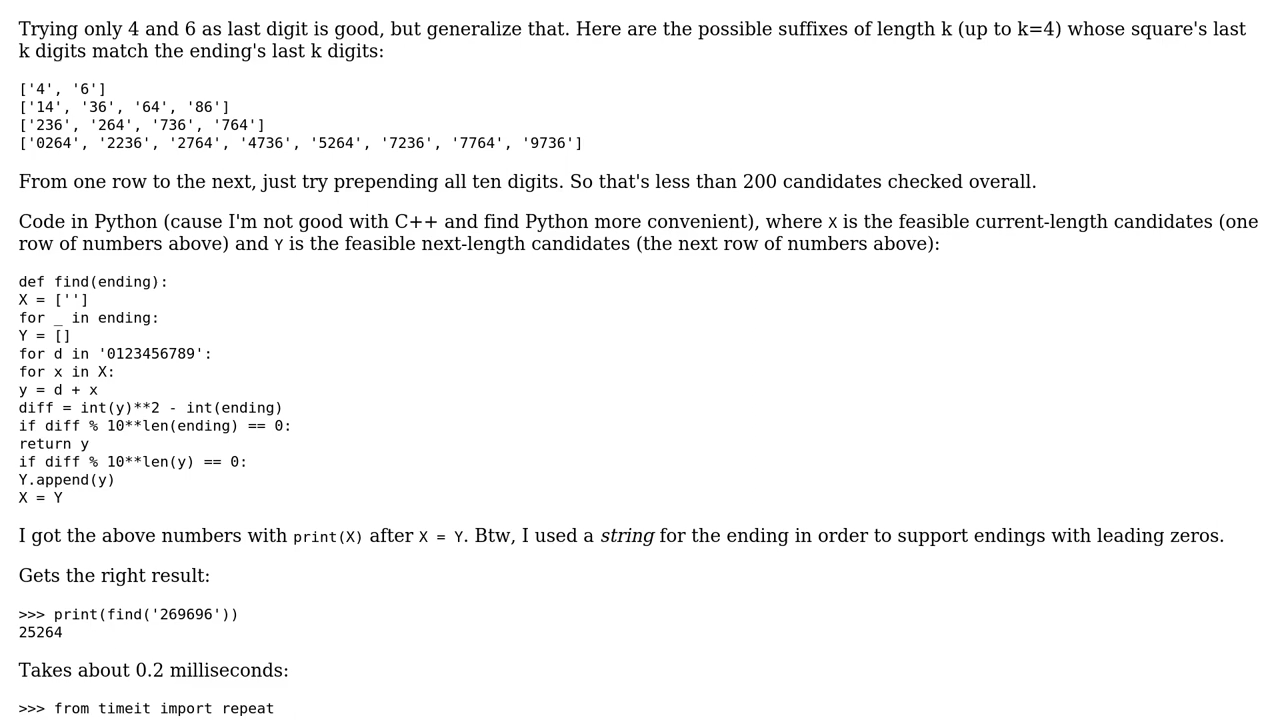 Trying only 4 and 6 as last digit is good, but generalize that. Here are the possible suffixes of length k (up to k=4) whose square's last
k digits match the ending's last k digits:
['4', '6']
['14', '36', '64', '86']
['236', '264', '736', '764']
['0264', '2236', '2764', '4736', '5264', '7236', '7764', '9736']
From one row to the next, just try prepending all ten digits. So that's less than 200 candidates checked overall.
Code in Python (cause I'm not good with C++ and find Python more convenient), where X is the feasible current-length candidates (one
row of numbers above) and Y is the feasible next-length candidates (the next row of numbers above):
def find(ending):
X = ['']
for _ in ending:
Y = []
for d in '0123456789':
for x in X:
y = d + x
diff = int(y)**2 - int(ending)
if diff % 10**len(ending) == 0:
return y
if diff % 10**len(y) == 0:
Y.append(y)
X = Y
I got the above numbers with print(X) after X = Y. Btw, I used a string for the ending in order to support endings with leading zeros.
Gets the right result:
>>> print(find('269696'))
25264
Takes about 0.2 milliseconds:
>>> from timeit import repeat